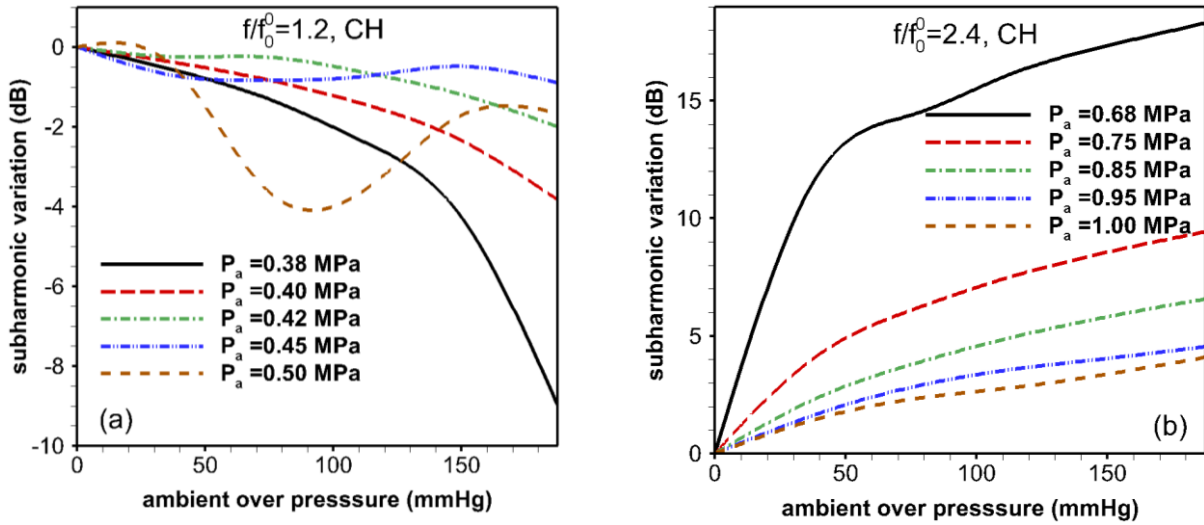 f/f₀⁰=1.2, CH
0
-2
-4
-6
-8
-10
subharmonic variation (dB)
P_a =0.38 MPa
P_a =0.40 MPa
P_a =0.42 MPa
P_a =0.45 MPa
P_a =0.50 MPa
(a)
0 50 100 150
ambient over presssure (mmHg)
f/f₀⁰=2.4, CH
15
10
5
0
subharmonic variation (dB)
P_a =0.68 MPa
P_a =0.75 MPa
P_a =0.85 MPa
P_a =0.95 MPa
P_a =1.00 MPa
(b)
0 50 100 150
ambient over presssure (mmHg)